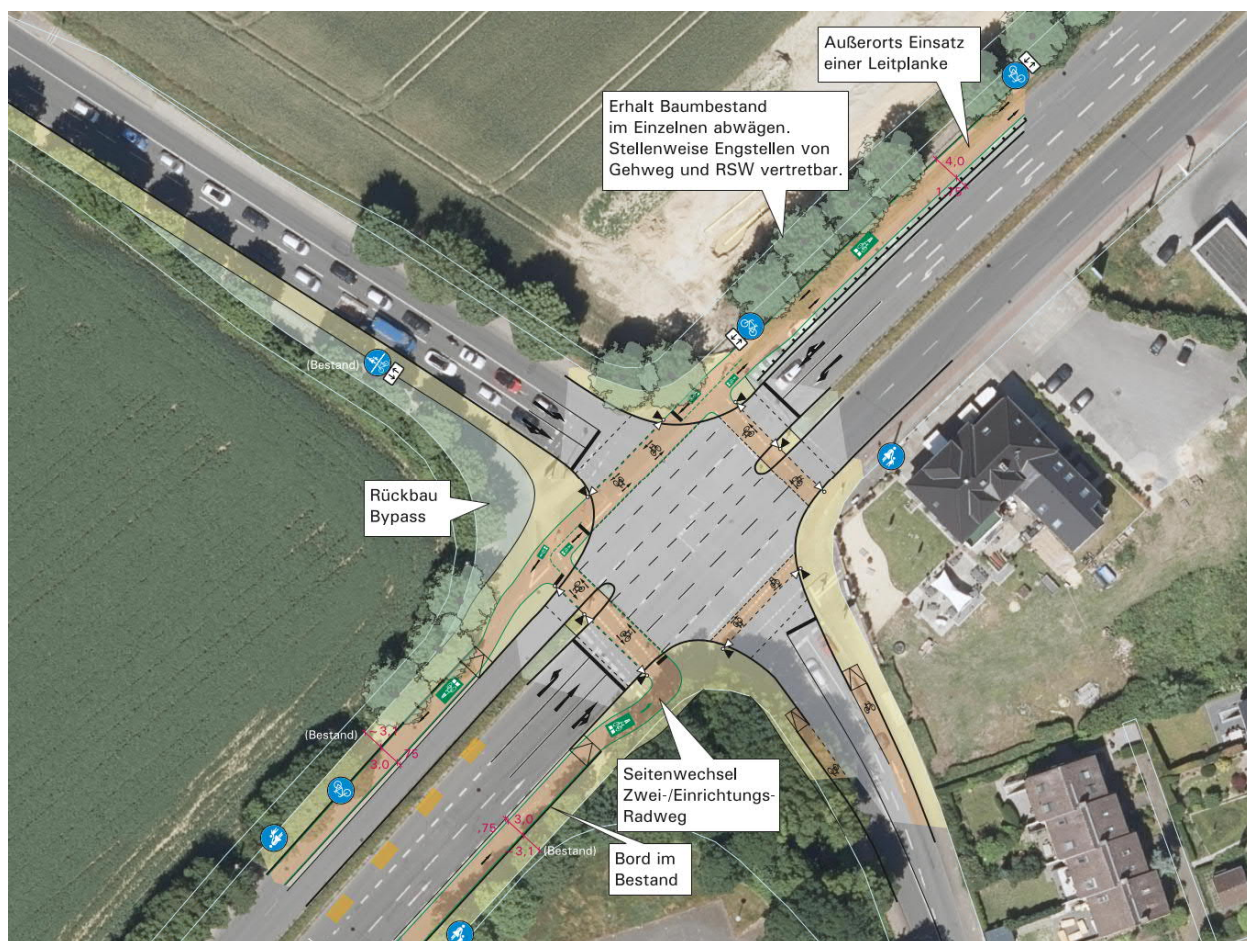 Außerorts Einsatz
einer Leitplanke
Erhalt Baumbestand
im Einzelnen abwägen.
Stellenweise Engstellen von
Gehweg und RSW vertretbar.
4,0
1,75
(Bestand)
Rückbau
Bypass
(Bestand)
3,1
,75
3,0
Seitenwechsel
Zwei-/Einrichtungs-
Radweg
,75
3,0
3,1
(Bestand)
Bord im
Bestand